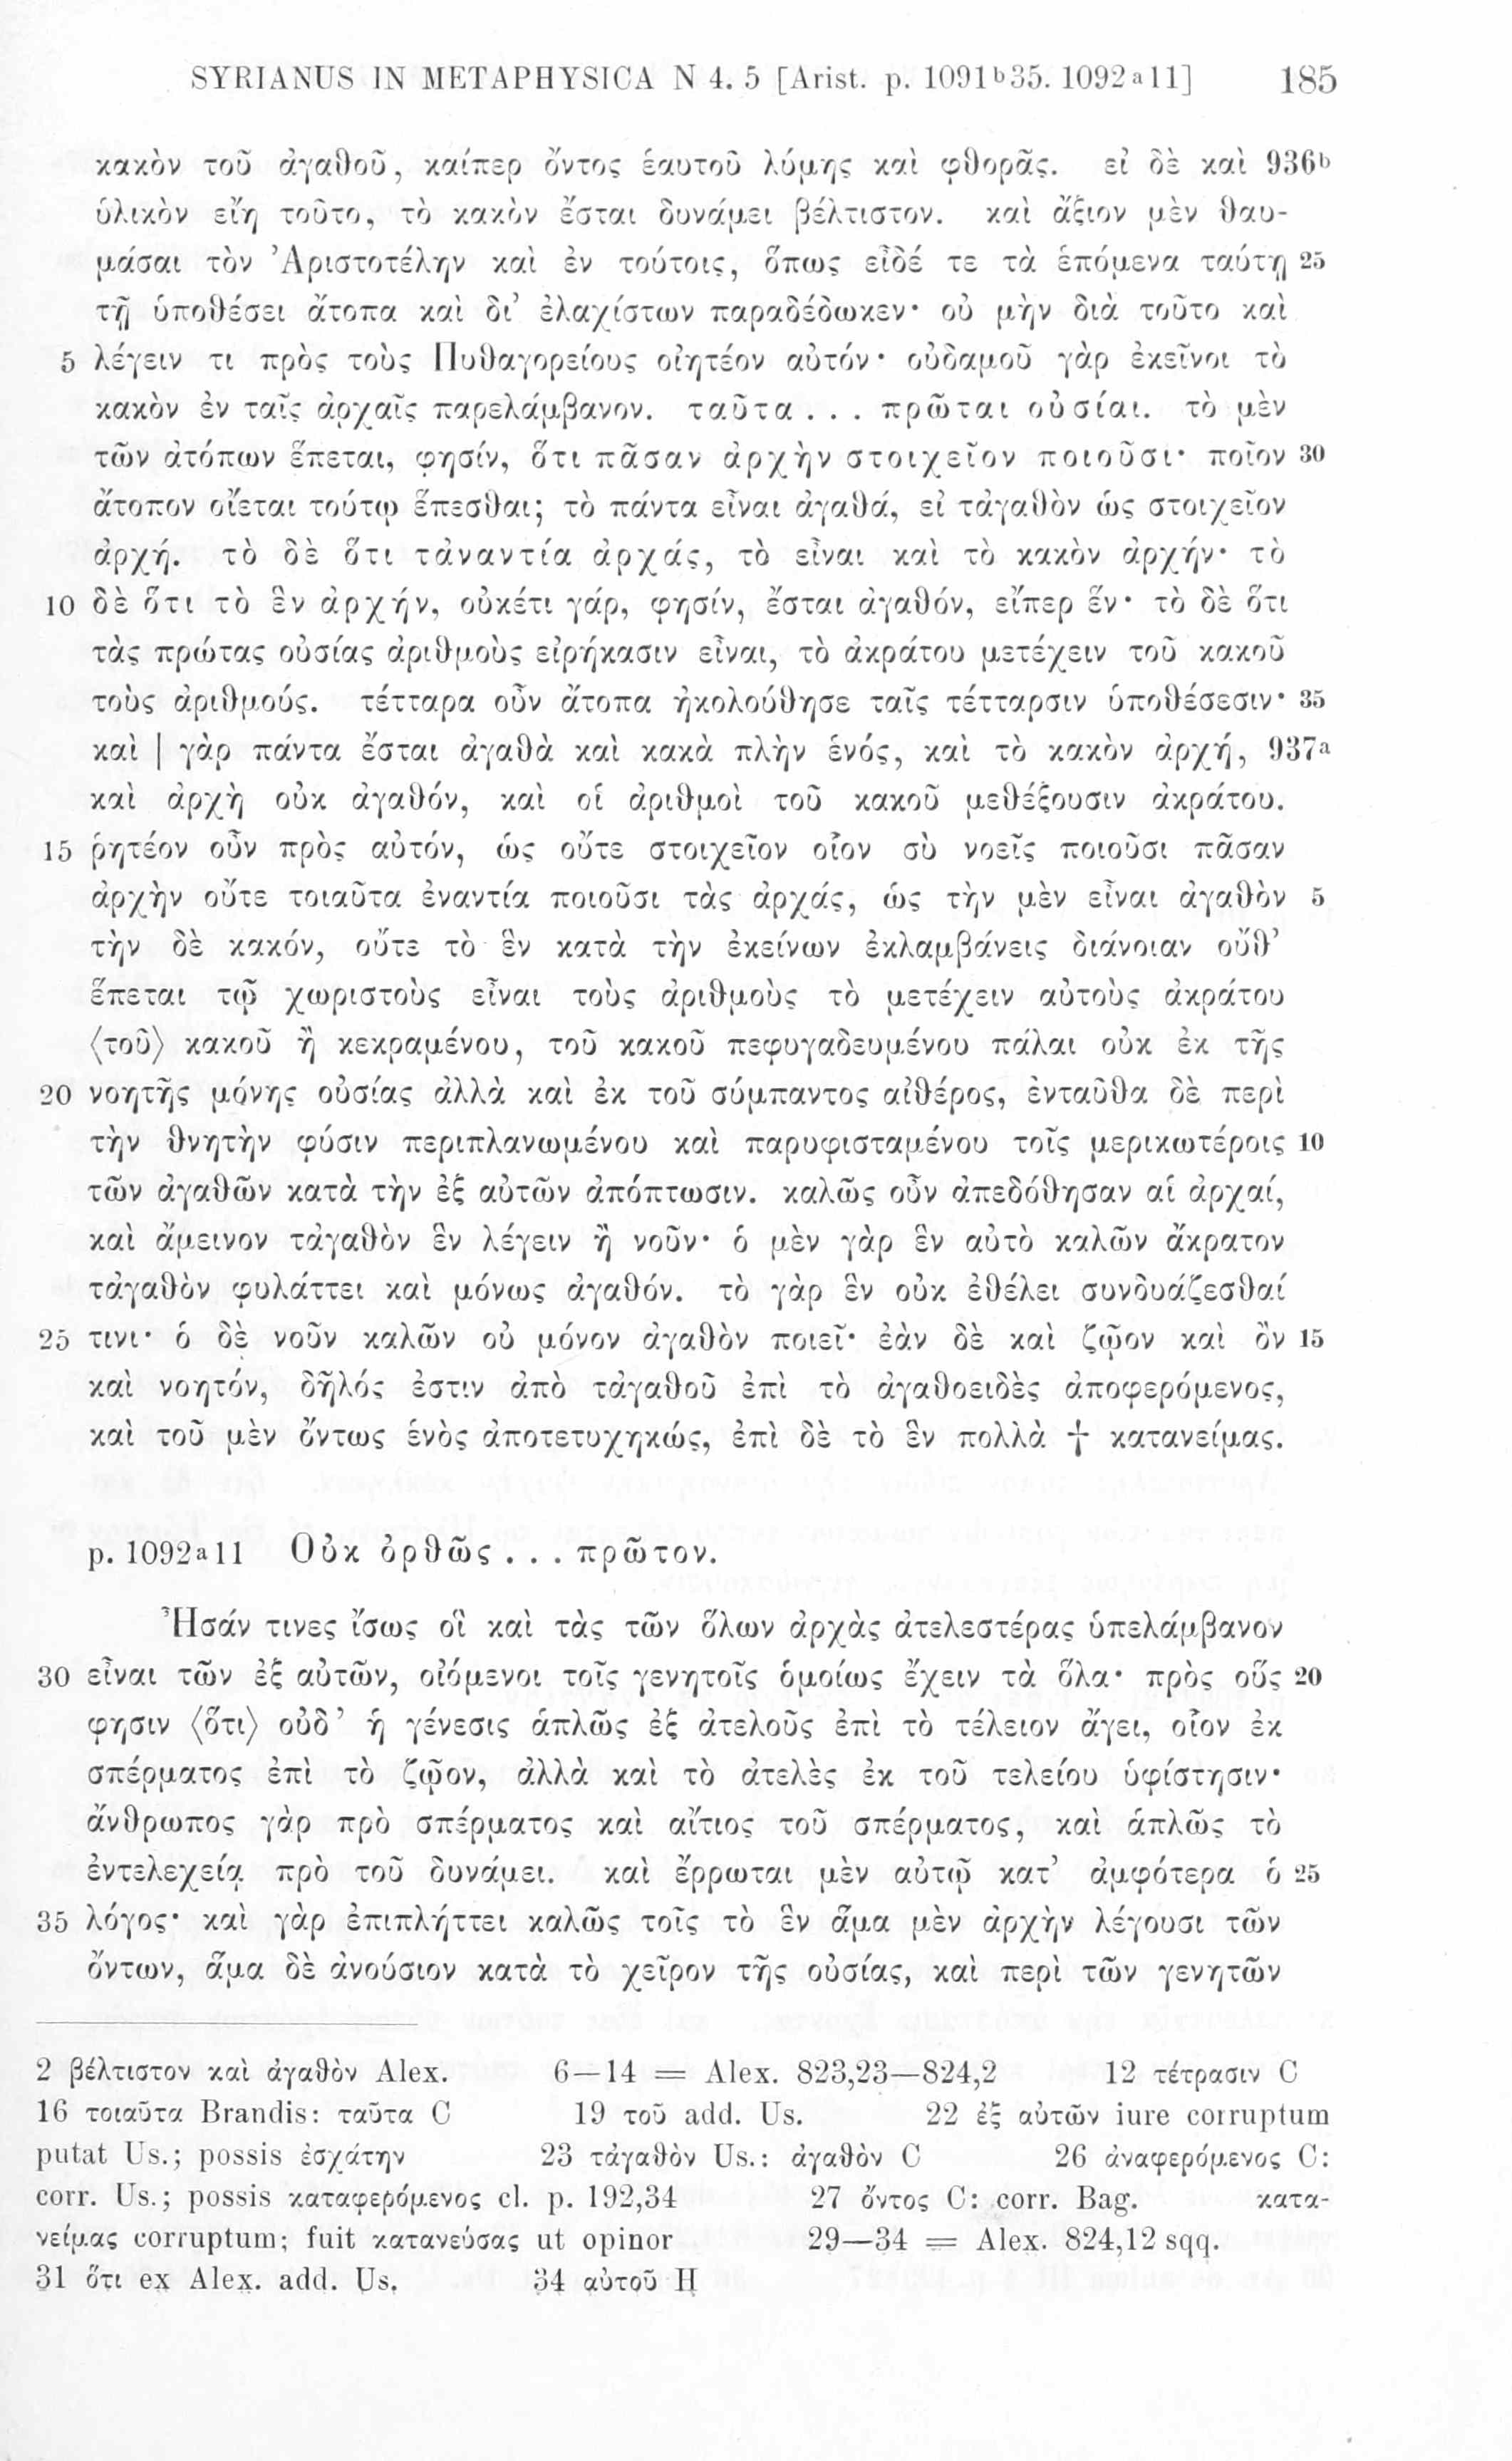 SYRIANUS IN METAPHYSICA N 4. 5 [Arist. p. 1091ᵇ35. 1092ᵃ11] 185
κακὸν τοῦ ἀγαθοῦ, καίπερ ὄντος ἑαυτοῦ λύμης καὶ φθορᾶς. εἰ δὲ καὶ 936ᵇ
ὑλικὸν εἴη τοῦτο, τὸ κακὸν ἔσται δυνάμει βέλτιστον. καὶ ἄξιον μὲν θαυ-
μάσαι τὸν Ἀριστοτέλην καὶ ἐν τούτοις, ὅπως εἶδέ τε τὰ ἑπόμενα ταύτῃ 25
τῇ ὑποθέσει ἄτοπα καὶ δι’ ἐλαχίστων παραδέδωκεν· οὐ μὴν διὰ τοῦτο καὶ
5 λέγειν τι πρὸς τοὺς Πυθαγορείους οἰητέον αὐτόν· οὐδαμοῦ γὰρ ἐκεῖνοι τὸ
κακὸν ἐν ταῖς ἀρχαῖς παρελάμβανον. ταῦτα . . . πρῶται οὐσίαι. τὸ μὲν
τῶν ἀτόπων ἕπεται, φησίν, ὅτι πᾶσαν ἀρχὴν στοιχεῖον ποιοῦσι· ποῖον 30
ἄτοπον οἴεται τούτῳ ἕπεσθαι; τὸ πάντα εἶναι ἀγαθά, εἰ τἀγαθὸν ὡς στοιχεῖον
ἀρχή. τὸ δὲ ὅτι τἀναντία ἀρχάς, τὸ εἶναι καὶ τὸ κακὸν ἀρχήν· τὸ
10 δὲ ὅτι τὸ ἓν ἀρχήν, οὐκέτι γάρ, φησίν, ἔσται ἀγαθόν, εἴπερ ἕν· τὸ δὲ ὅτι
τὰς πρώτας οὐσίας ἀριθμοὺς εἰρήκασιν εἶναι, τὸ ἀκράτου μετέχειν τοῦ κακοῦ
τοὺς ἀριθμούς. τέτταρα οὖν ἄτοπα ἠκολούθησε ταῖς τέτταρσιν ὑποθέσεσιν· 35
καὶ | γὰρ πάντα ἔσται ἀγαθὰ καὶ κακὰ πλὴν ἑνός, καὶ τὸ κακὸν ἀρχή, 937ᵃ
καὶ ἀρχὴ οὐκ ἀγαθόν, καὶ οἱ ἀριθμοὶ τοῦ κακοῦ μεθέξουσιν ἀκράτου.
15 ῥητέον οὖν πρὸς αὐτόν, ὡς οὔτε στοιχεῖον οἷον σὺ νοεῖς ποιοῦσι πᾶσαν
ἀρχὴν οὔτε τοιαῦτα ἐναντία ποιοῦσι τὰς ἀρχάς, ὡς τὴν μὲν εἶναι ἀγαθὸν 5
τὴν δὲ κακόν, οὔτε τὸ ἓν κατὰ τὴν ἐκείνων ἐκλαμβάνεις διάνοιαν οὔθ’
ἕπεται τῷ χωριστοὺς εἶναι τοὺς ἀριθμοὺς τὸ μετέχειν αὐτοὺς ἀκράτου
⟨τοῦ⟩ κακοῦ ἢ κεκραμένου, τοῦ κακοῦ πεφυγαδευμένου πάλαι οὐκ ἐκ τῆς
20 νοητῆς μόνης οὐσίας ἀλλὰ καὶ ἐκ τοῦ σύμπαντος αἰθέρος, ἐνταῦθα δὲ περὶ
τὴν θνητὴν φύσιν περιπλανωμένου καὶ παρυφισταμένου τοῖς μερικωτέροις 10
τῶν ἀγαθῶν κατὰ τὴν ἐξ αὐτῶν ἀπόπτωσιν. καλῶς οὖν ἀπεδόθησαν αἱ ἀρχαί,
καὶ ἄμεινον τἀγαθὸν ἓν λέγειν ἢ νοῦν· ὁ μὲν γὰρ ἓν αὐτὸ καλῶν ἄκρατον
τἀγαθὸν φυλάττει καὶ μόνως ἀγαθόν. τὸ γὰρ ἓν οὐκ ἐθέλει συνδυάζεσθαί
25 τινι· ὁ δὲ νοῦν καλῶν οὐ μόνον ἀγαθὸν ποιεῖ· ἐὰν δὲ καὶ ζῷον καὶ ὂν 15
καὶ νοητόν, δῆλός ἐστιν ἀπὸ τἀγαθοῦ ἐπὶ τὸ ἀγαθοειδὲς ἀποφερόμενος,
καὶ τοῦ μὲν ὄντως ἑνὸς ἀποτετυχηκώς, ἐπὶ δὲ τὸ ἓν πολλὰ † κατανείμας.
p. 1092ᵃ11 Οὐκ ὀρθῶς . . . πρῶτον.
Ἦσάν τινες ἴσως οἳ καὶ τὰς τῶν ὅλων ἀρχὰς ἀτελεστέρας ὑπελάμβανον
30 εἶναι τῶν ἐξ αὐτῶν, οἰόμενοι τοῖς γενητοῖς ὁμοίως ἔχειν τὰ ὅλα· πρὸς οὕς 20
φησιν ⟨ὅτι⟩ οὐδ’ ἡ γένεσις ἁπλῶς ἐξ ἀτελοῦς ἐπὶ τὸ τέλειον ἄγει, οἷον ἐκ
σπέρματος ἐπὶ τὸ ζῷον, ἀλλὰ καὶ τὸ ἀτελὲς ἐκ τοῦ τελείου ὑφίστησιν·
ἄνθρωπος γὰρ πρὸ σπέρματος καὶ αἴτιος τοῦ σπέρματος, καὶ ἁπλῶς τὸ
ἐντελεχείᾳ πρὸ τοῦ δυνάμει. καὶ ἔρρωται μὲν αὐτῷ κατ’ ἀμφότερα ὁ 25
35 λόγος· καὶ γὰρ ἐπιπλήττει καλῶς τοῖς τὸ ἓν ἅμα μὲν ἀρχὴν λέγουσι τῶν
ὄντων, ἅμα δὲ ἀνούσιον κατὰ τὸ χεῖρον τῆς οὐσίας, καὶ περὶ τῶν γενητῶν
2 βέλτιστον καὶ ἀγαθὸν Alex. 6—14 = Alex. 823,23—824,2 12 τέτρασιν C
16 τοιαῦτα Brandis: ταῦτα C 19 τοῦ add. Us. 22 ἐξ αὐτῶν iure corruptum
putat Us.; possis ἐσχάτην 23 τἀγαθὸν Us.: ἀγαθὸν C 26 ἀναφερόμενος C:
corr. Us.; possis καταφερόμενος cl. p. 192,34 27 ὄντος C: corr. Bag. κατα-
νείμας corruptum; fuit κατανεύσας ut opinor 29—34 = Alex. 824,12 sqq.
31 ὅτι ex Alex. add. Us. 34 αὐτοῦ H